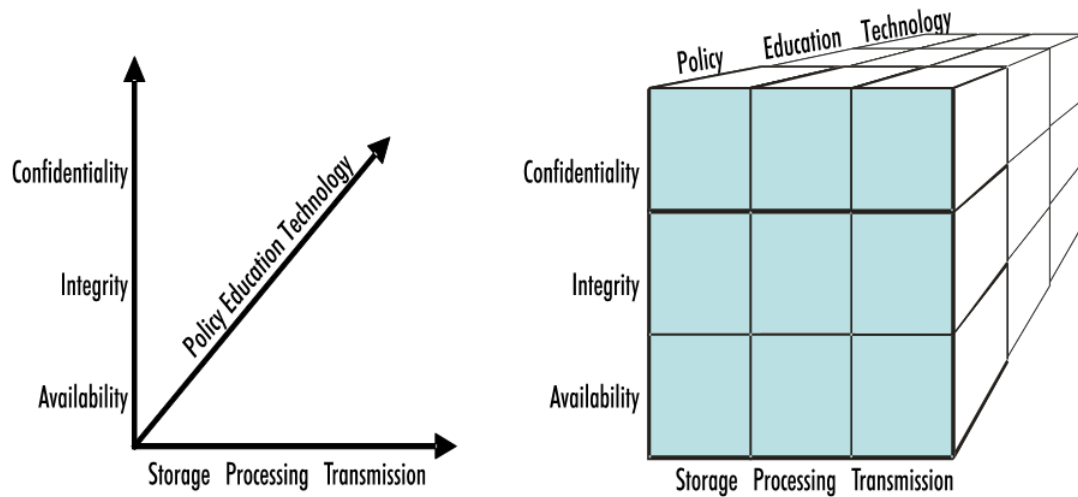 Confidentiality
Integrity
Availability
Policy Education Technology
Storage Processing Transmission
Policy Education Technology
Confidentiality
Integrity
Availability
Storage Processing Transmission